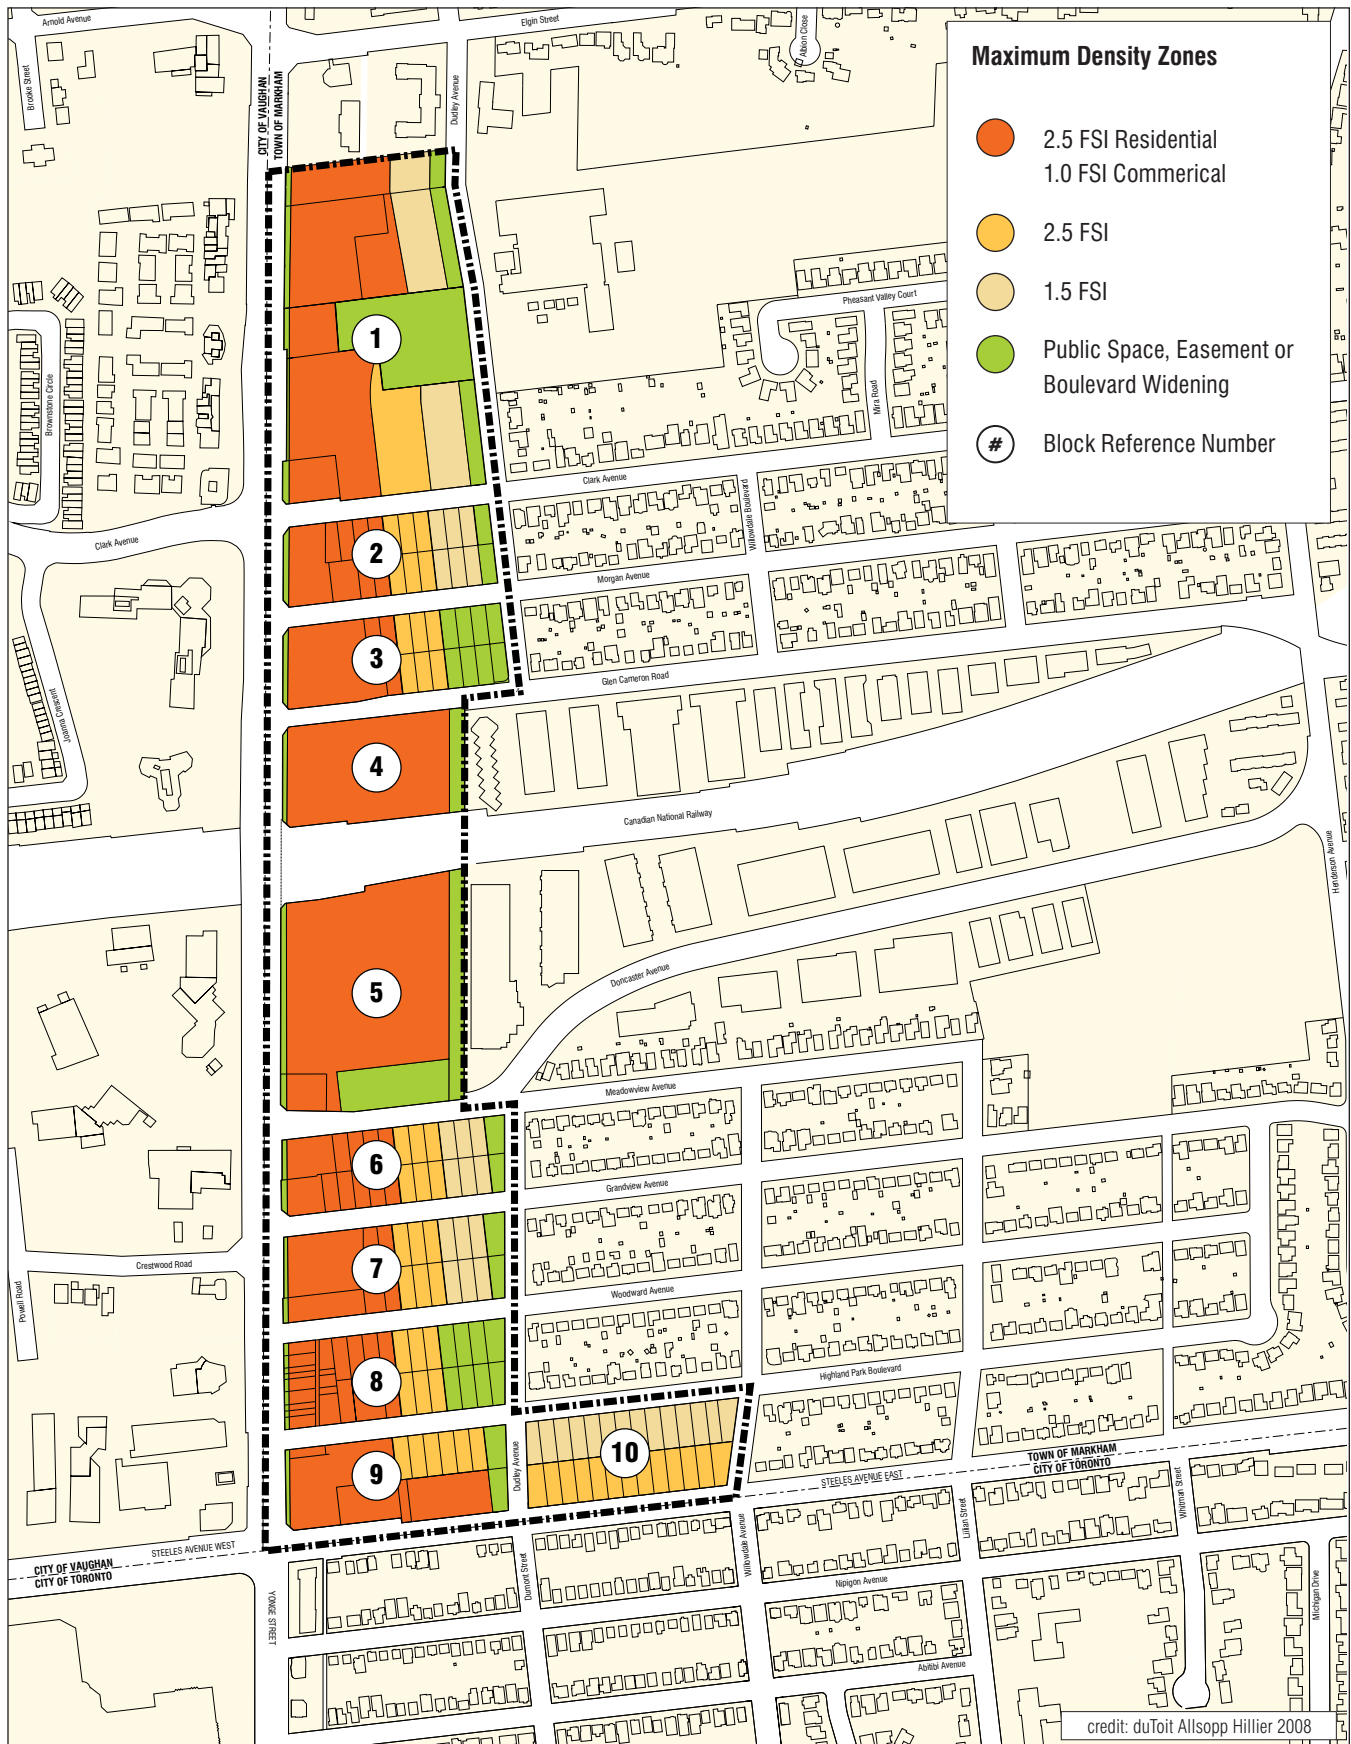 Arnold Avenue
Elgin Street
Albion Close
Brooke Street
CITY OF VAUGHAN
TOWN OF MARKHAM
Dudley Avenue
Maximum Density Zones
2.5 FSI Residential
1.0 FSI Commerical
2.5 FSI
1.5 FSI
Public Space, Easement or
Boulevard Widening
# Block Reference Number
Pheasant Valley Court
Mira Road
Brownstone Circle
1
Clark Avenue
Willowdale Boulevard
Clark Avenue
2
Morgan Avenue
3
Glen Cameron Road
Joanna Crescent
4
Canadian National Railway
Henderson Avenue
5
Doncaster Avenue
Meadowview Avenue
6
Grandview Avenue
Crestwood Road
7
Powell Road
Woodward Avenue
8
Highland Park Boulevard
9
Dudley Avenue
10
TOWN OF MARKHAM
CITY OF TORONTO
STEELES AVENUE EAST
Whitman Street
Lillian Street
Willowdale Avenue
STEELES AVENUE WEST
CITY OF VAUGHAN
CITY OF TORONTO
YONGE STREET
Dumont Street
Nipigon Avenue
Michigan Drive
Abitibi Avenue
credit: duToit Allsopp Hillier 2008